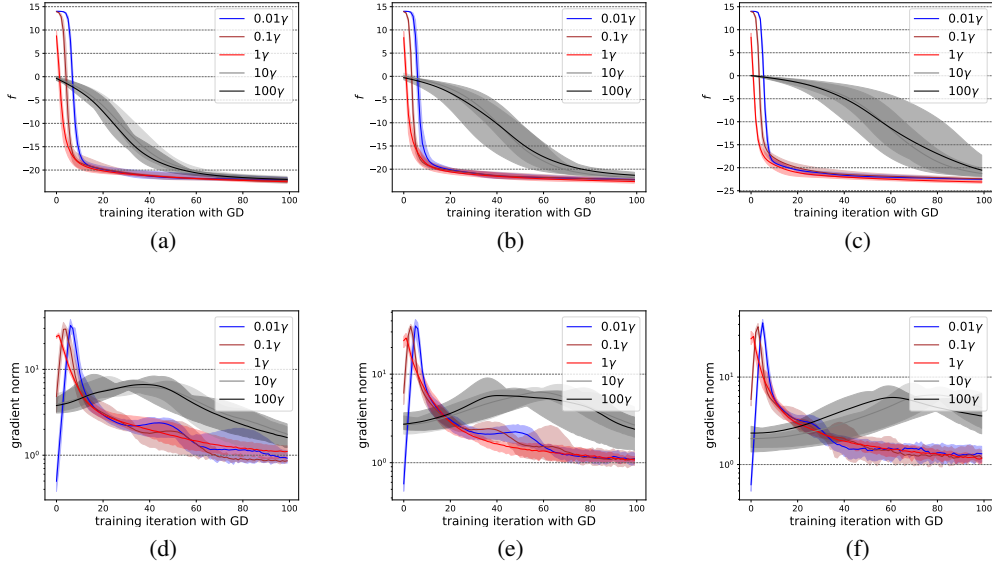 15
10
5
0
−5
−10
−15
−20
f
0 20 40 60 80 100
training iteration with GD
0.01γ
0.1γ
1γ
10γ
100γ
(a)
15
10
5
0
−5
−10
−15
−20
f
0 20 40 60 80 100
training iteration with GD
0.01γ
0.1γ
1γ
10γ
100γ
(b)
15
10
5
0
−5
−10
−15
−20
−25
f
0 20 40 60 80 100
training iteration with GD
0.01γ
0.1γ
1γ
10γ
100γ
(c)
10¹
10⁰
gradient norm
0 20 40 60 80 100
training iteration with GD
0.01γ
0.1γ
1γ
10γ
100γ
(d)
10¹
10⁰
gradient norm
0 20 40 60 80 100
training iteration with GD
0.01γ
0.1γ
1γ
10γ
100γ
(e)
10¹
10⁰
gradient norm
0 20 40 60 80 100
training iteration with GD
0.01γ
0.1γ
1γ
10γ
100γ
(f)